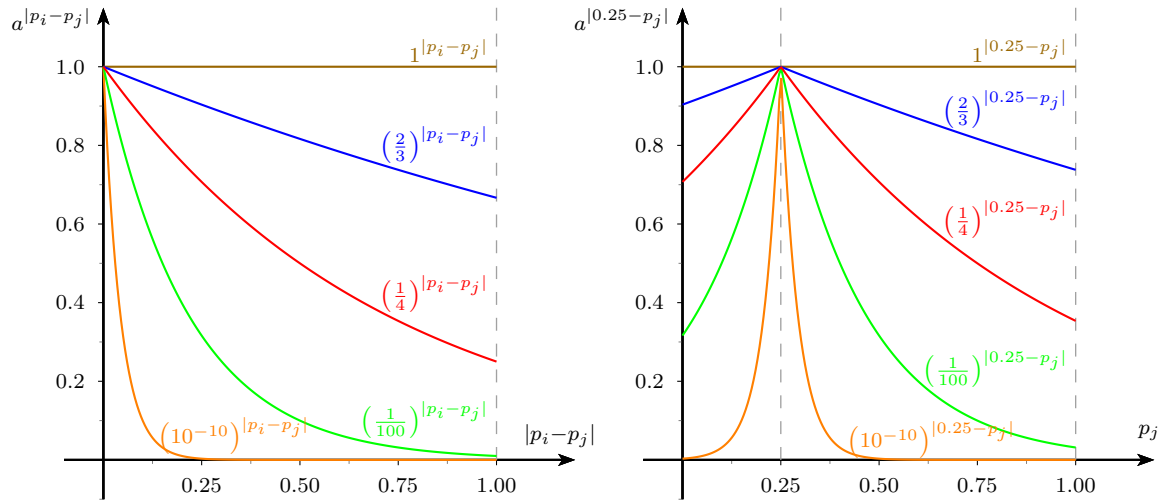 a^{|p_i−p_j|}
1.0
0.8
0.6
0.4
0.2
0.25
0.50
0.75
1.00
|p_i−p_j|
1^{|p_i−p_j|}
(2/3)^{|p_i−p_j|}
(1/4)^{|p_i−p_j|}
(1/100)^{|p_i−p_j|}
(10^{−10})^{|p_i−p_j|}
a^{|0.25−p_j|}
1.0
0.8
0.6
0.4
0.2
0.25
0.50
0.75
1.00
p_j
1^{|0.25−p_j|}
(2/3)^{|0.25−p_j|}
(1/4)^{|0.25−p_j|}
(1/100)^{|0.25−p_j|}
(10^{−10})^{|0.25−p_j|}